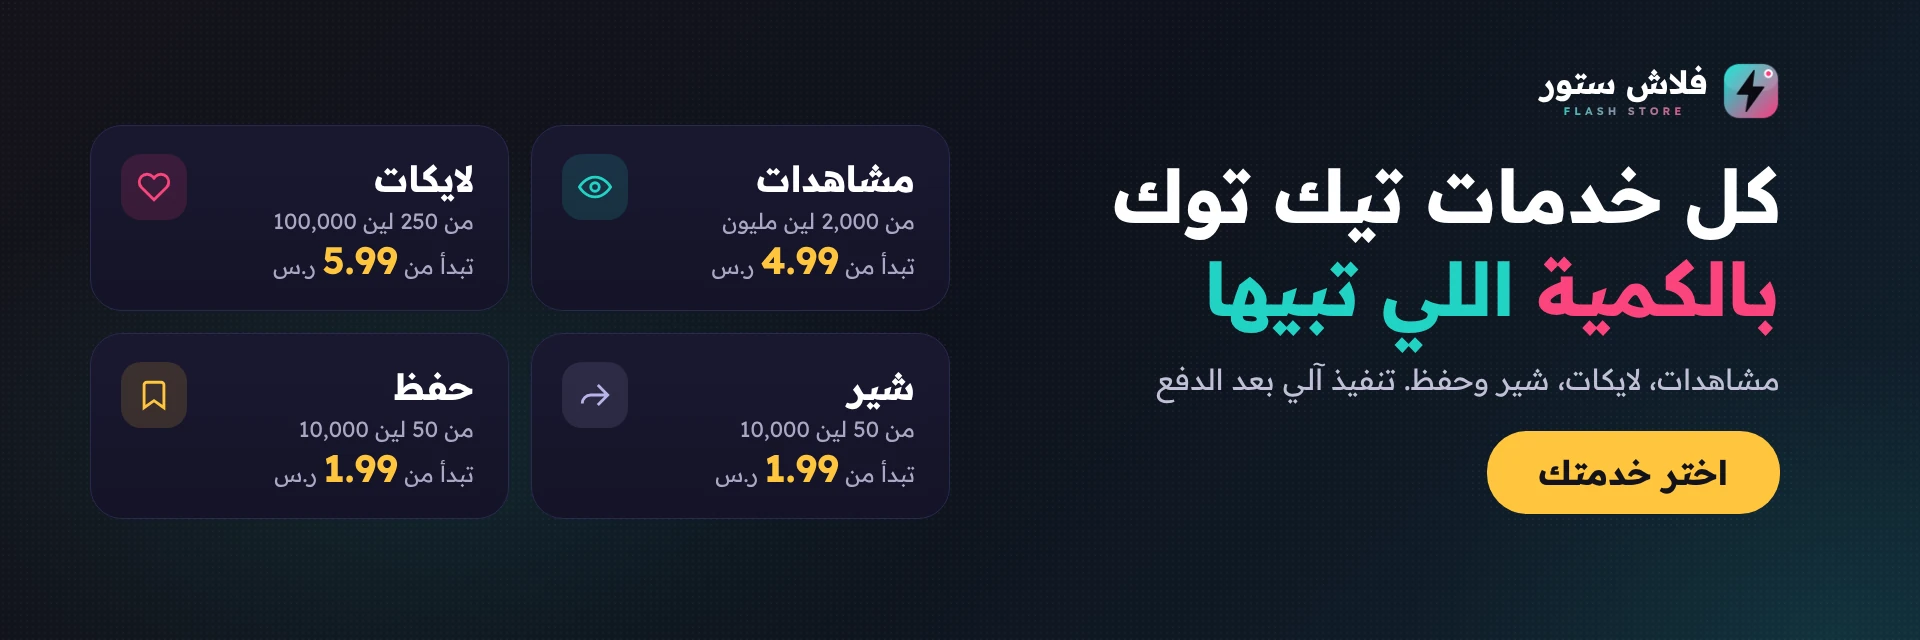 فلاش ستور
FLASH STORE
كل خدمات تيك توك
بالكمية اللي تبيها
مشاهدات، لايكات، شير وحفظ. تنفيذ آلي بعد الدفع
اختر خدمتك
مشاهدات
من 2,000 لين مليون
تبدأ من 4.99 ر.س
لايكات
من 250 لين 100,000
تبدأ من 5.99 ر.س
شير
من 50 لين 10,000
تبدأ من 1.99 ر.س
حفظ
من 50 لين 10,000
تبدأ من 1.99 ر.س